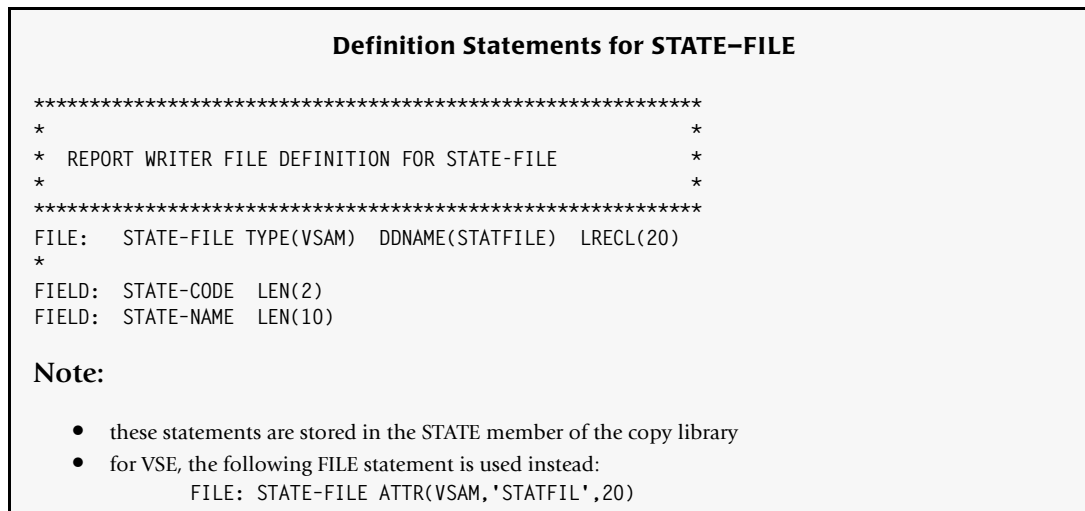 Definition Statements for STATE–FILE
************************************************************
*                                                          *
*  REPORT WRITER FILE DEFINITION FOR STATE-FILE            *
*                                                          *
************************************************************
FILE:   STATE-FILE TYPE(VSAM)  DDNAME(STATFILE)  LRECL(20)
*
FIELD:  STATE-CODE  LEN(2)
FIELD:  STATE-NAME  LEN(10)
Note:
• these statements are stored in the STATE member of the copy library
• for VSE, the following FILE statement is used instead:
FILE: STATE-FILE ATTR(VSAM,'STATFIL',20)